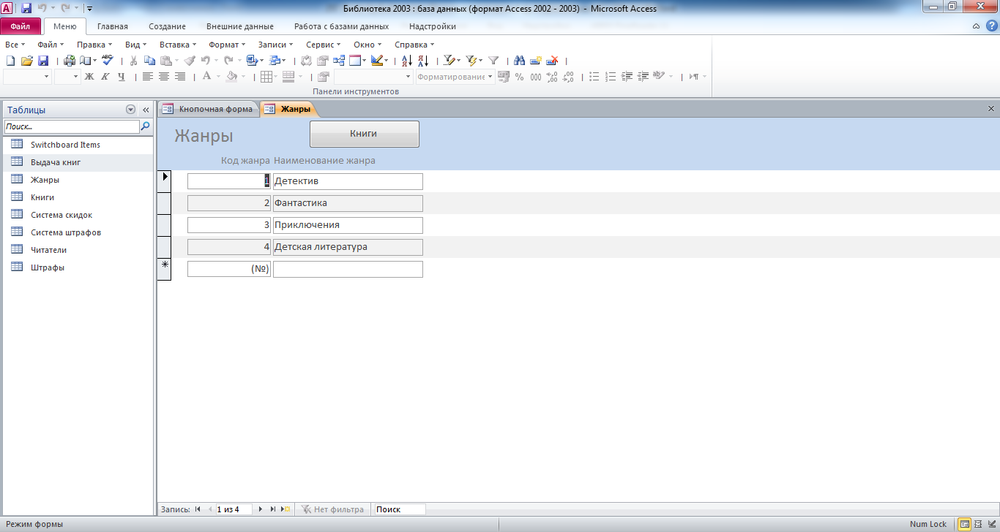 Библиотека 2003 : база данных (формат Access 2002 - 2003) - Microsoft Access
Файл Меню Главная Создание Внешние данные Работа с базами данных Надстройки
Все Файл Правка Вид Вставка Формат Записи Сервис Окно Справка
Ж К Ч Форматирование % 000
Панели инструментов
Таблицы
Кнопочная форма Жанры
Поиск...
Switchboard Items
Выдача книг
Жанры
Книги
Система скидок
Система штрафов
Читатели
Штрафы
Жанры Книги
Код жанра Наименование жанра
1 Детектив
2 Фантастика
3 Приключения
4 Детская литература
(№)
Запись: 1 из 4 Нет фильтра Поиск
Режим формы Num Lock